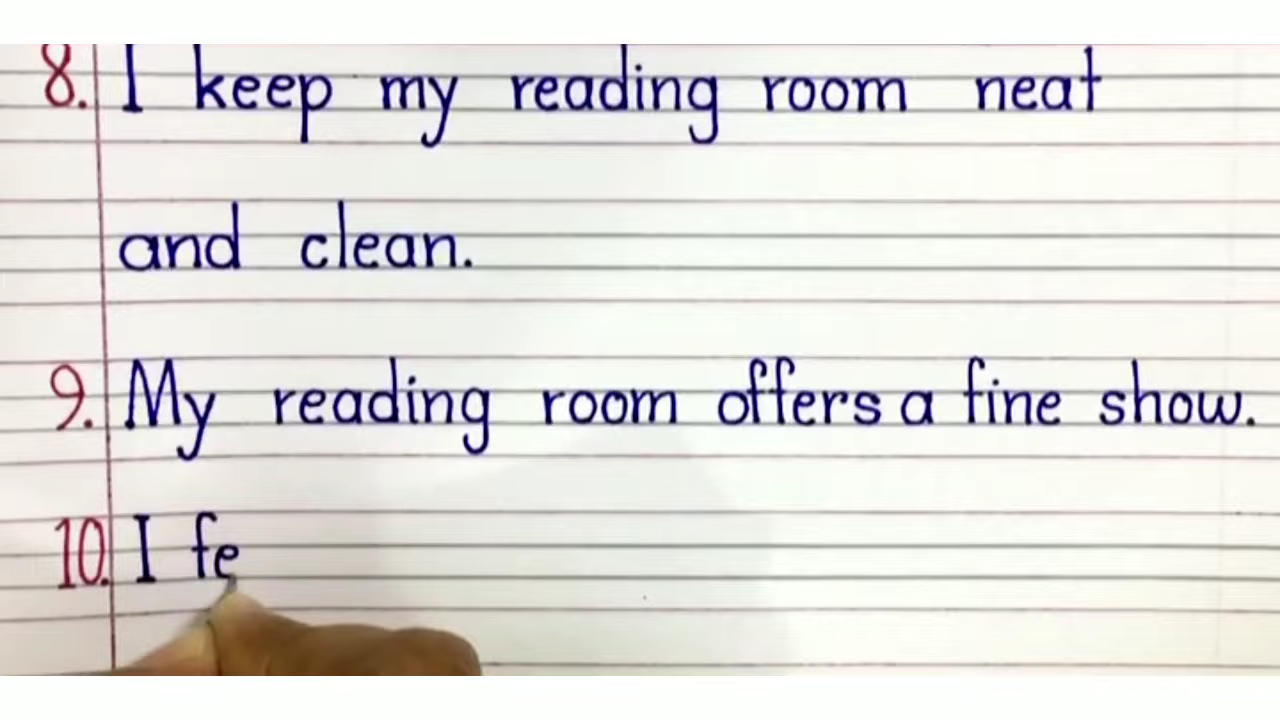 8. I keep my reading room neat
and clean.
9. My reading room offers a fine show.
10. I fe